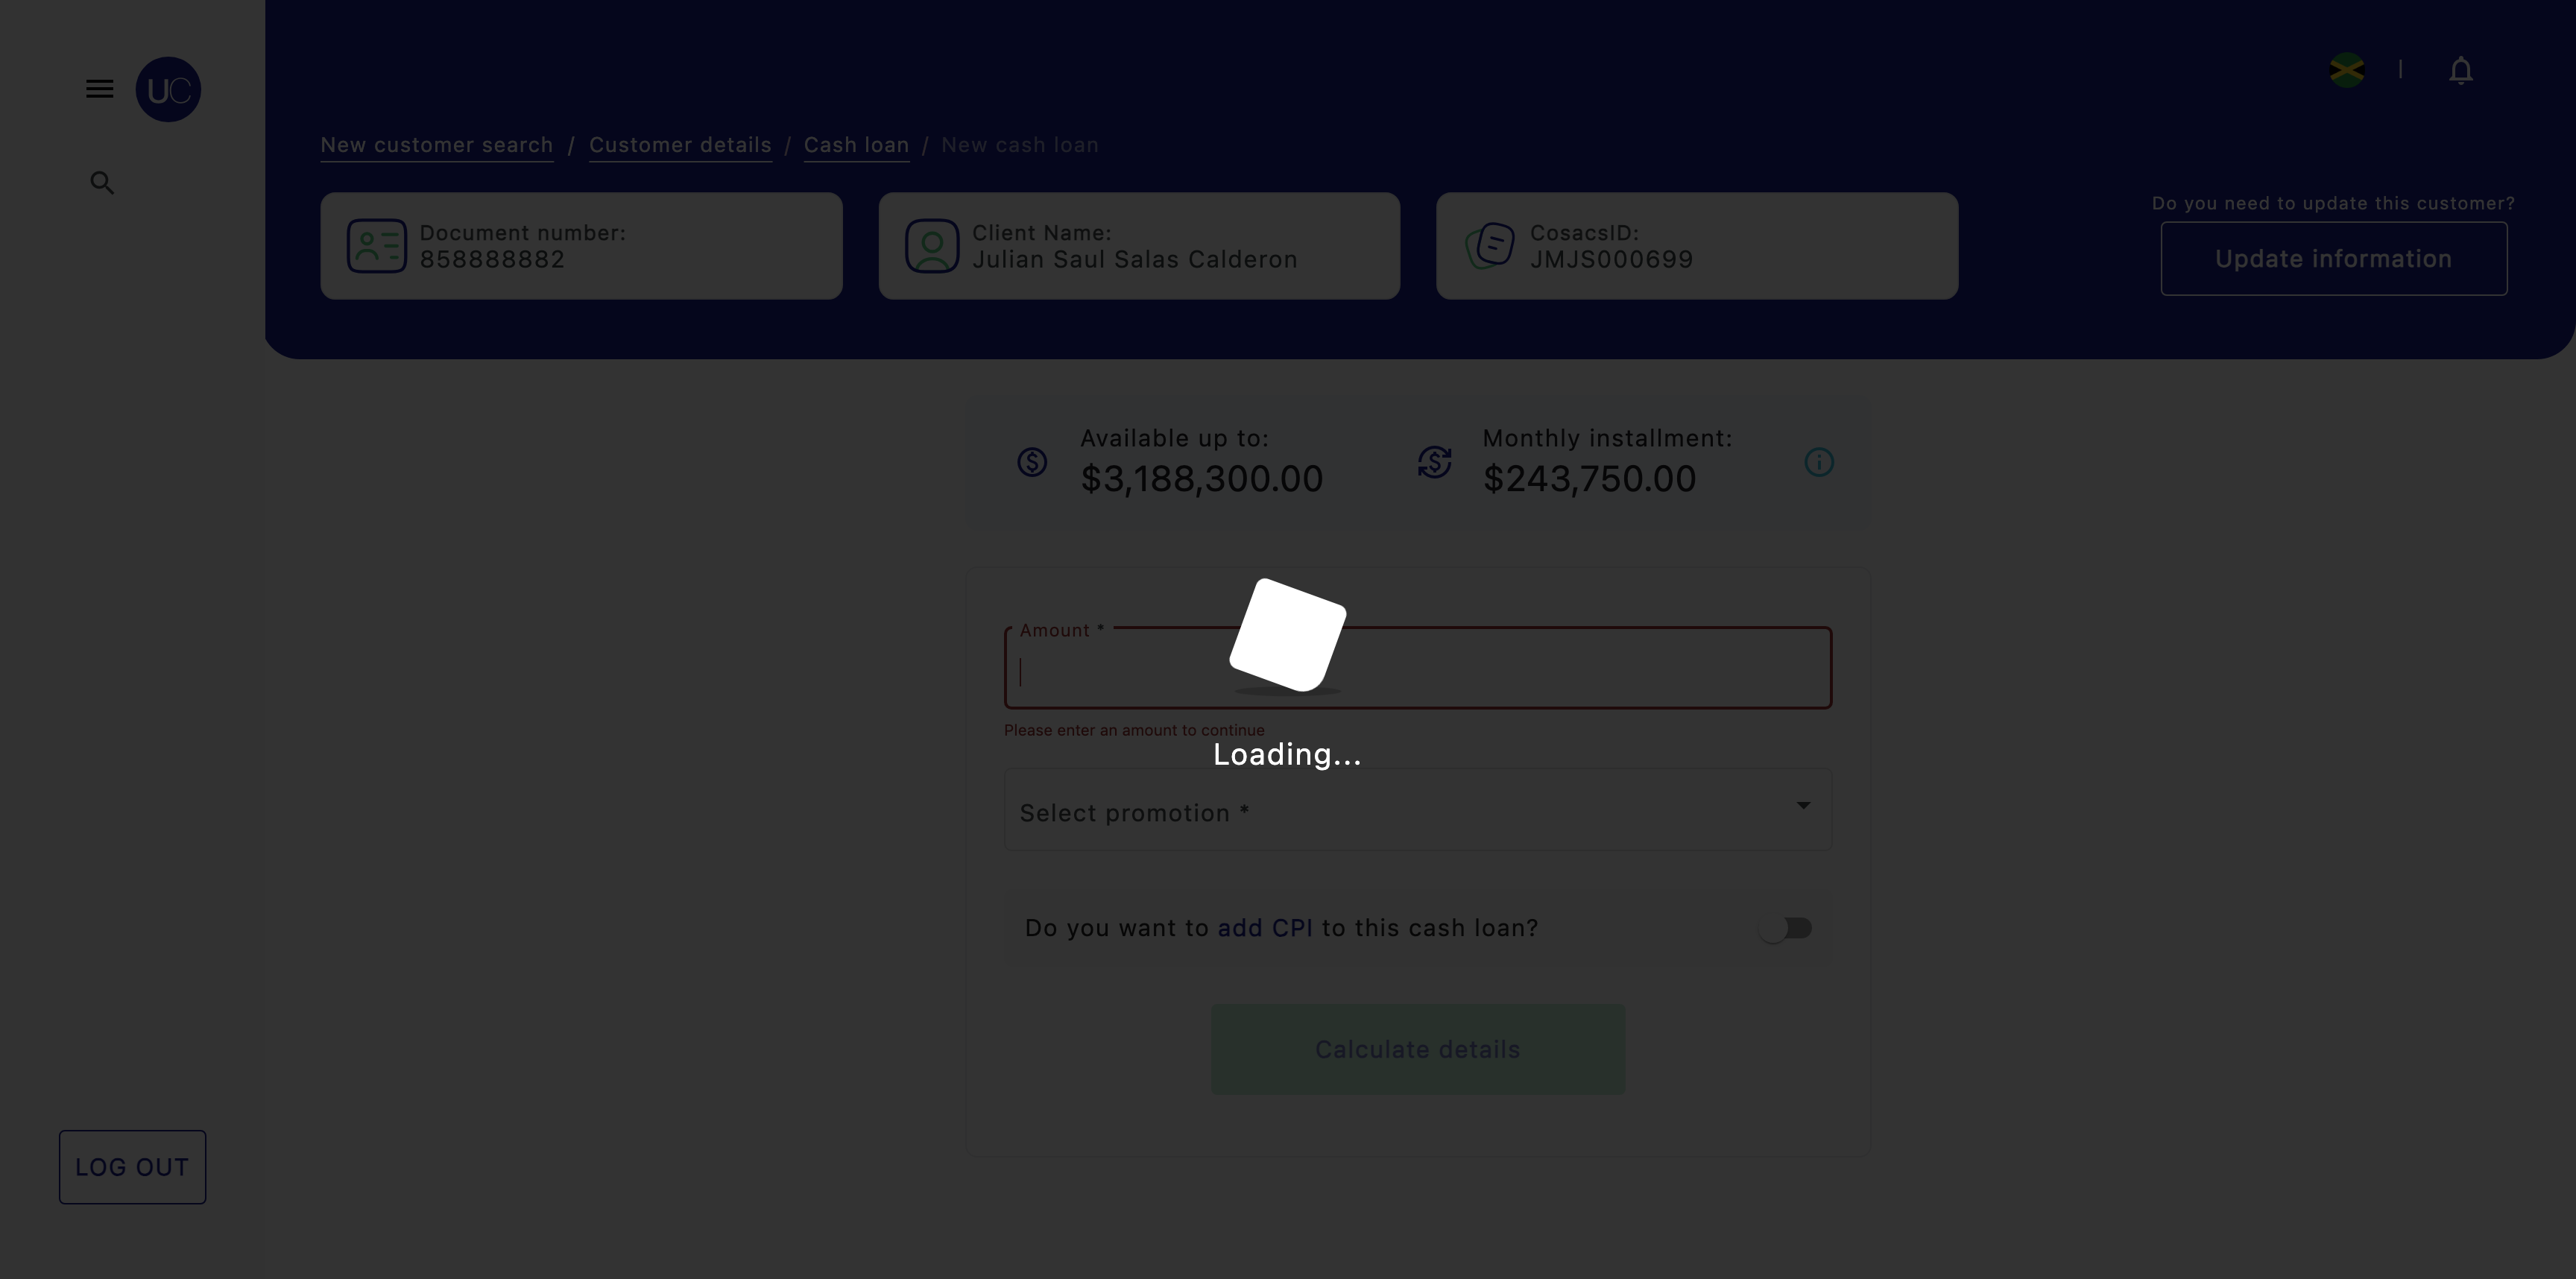 UC
New customer search / Customer details / Cash loan / New cash loan
Document number:
858888882
Client Name:
Julian Saul Salas Calderon
CosacsID:
JMJS000699
Do you need to update this customer?
Update information
Available up to:
$3,188,300.00
Monthly installment:
$243,750.00
Amount *
Please enter an amount to continue
Loading...
Select promotion *
Do you want to add CPI to this cash loan?
Calculate details
LOG OUT